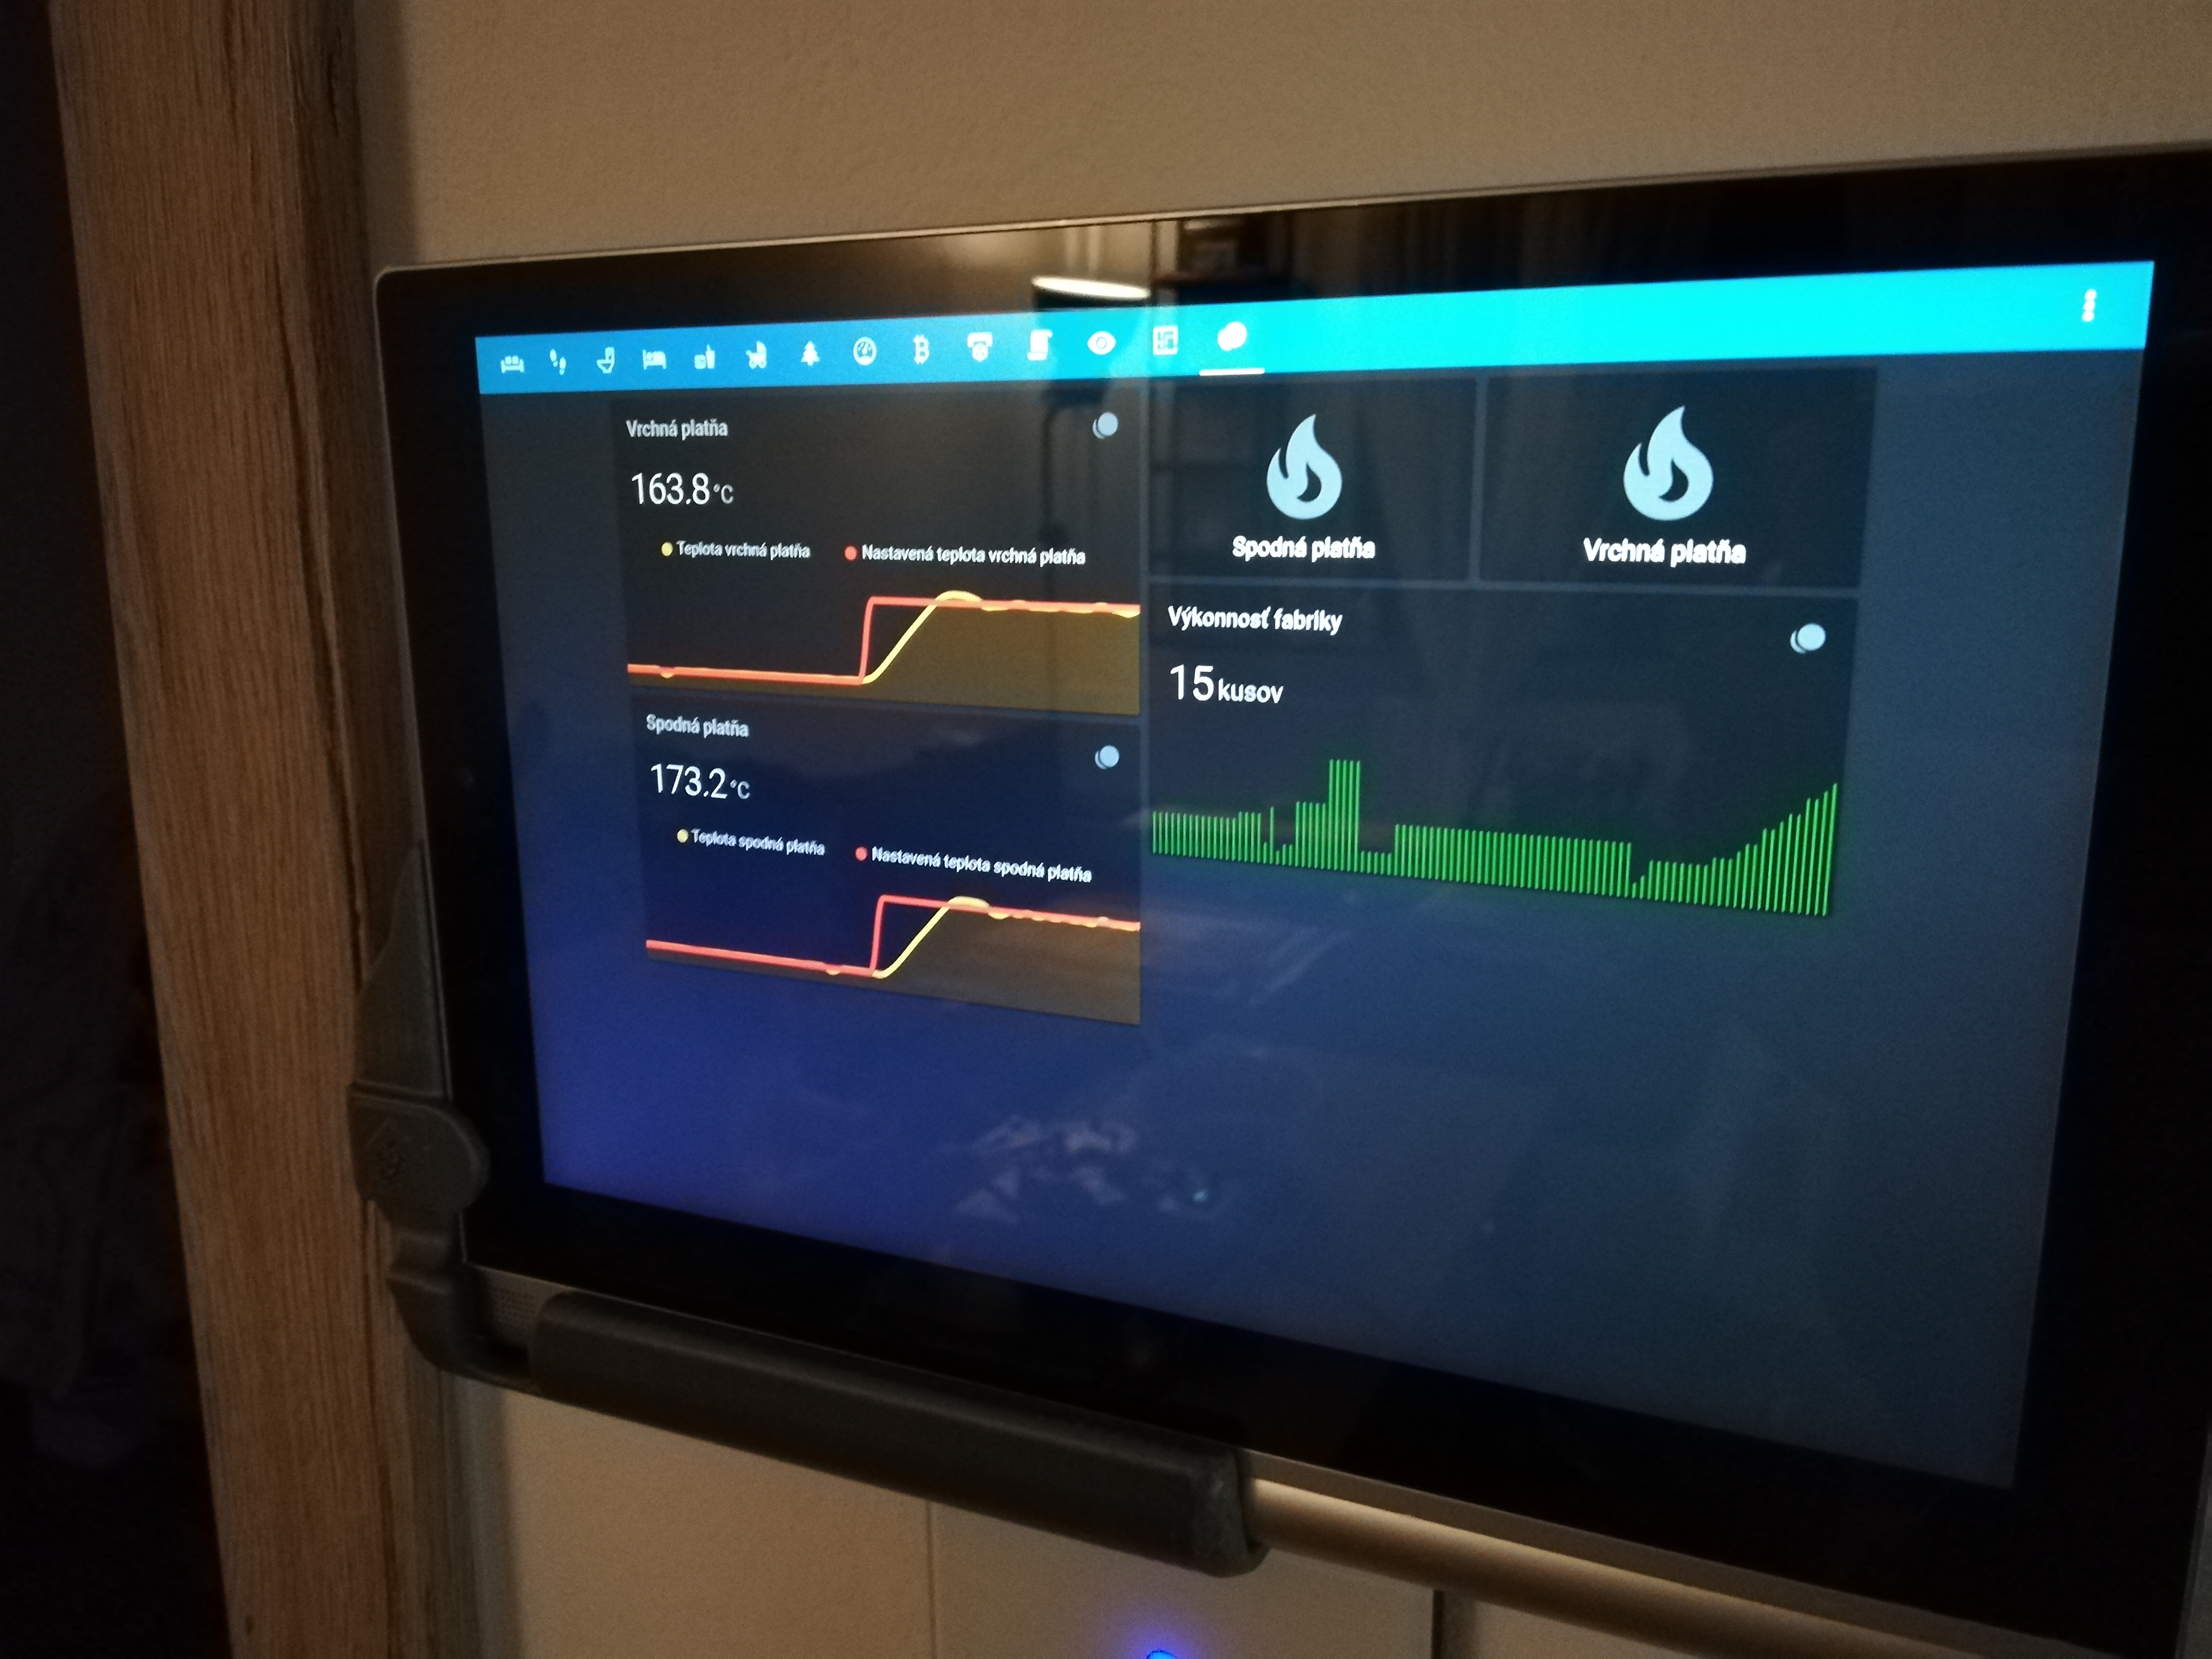 Vrchná platňa
163.8°C
Teplota vrchná platňa
Nastavená teplota vrchná platňa
Spodná platňa
173.2°C
Teplota spodná platňa
Nastavená teplota spodná platňa
Spodná platňa
Vrchná platňa
Výkonnosť fabriky
15 kusov